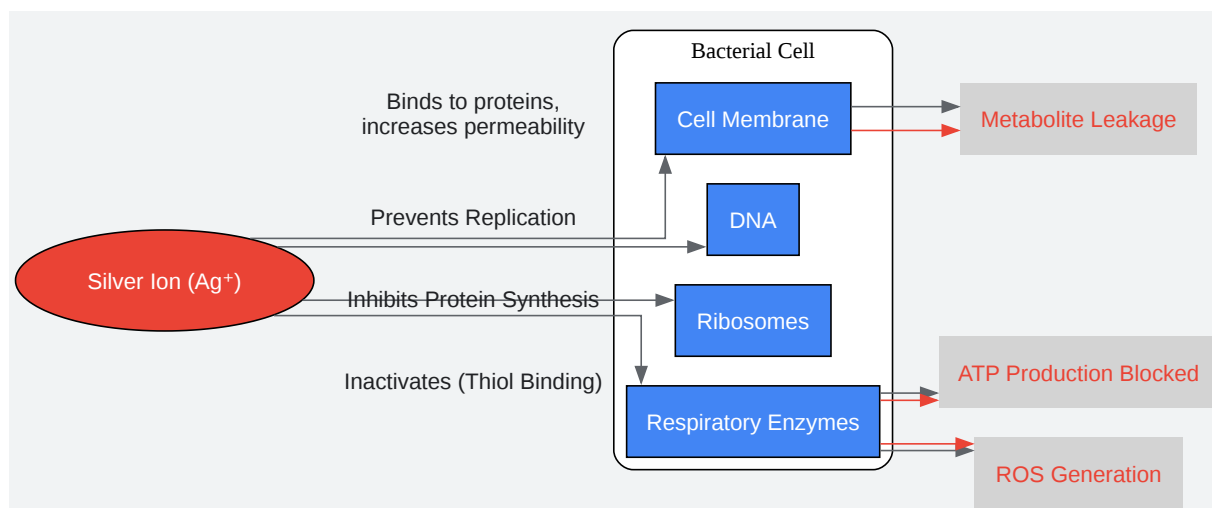 Bacterial Cell
Binds to proteins,
increases permeability
Cell Membrane
Metabolite Leakage
Prevents Replication
DNA
Silver Ion (Ag⁺)
Inhibits Protein Synthesis
Ribosomes
Inactivates (Thiol Binding)
ATP Production Blocked
Respiratory Enzymes
ROS Generation